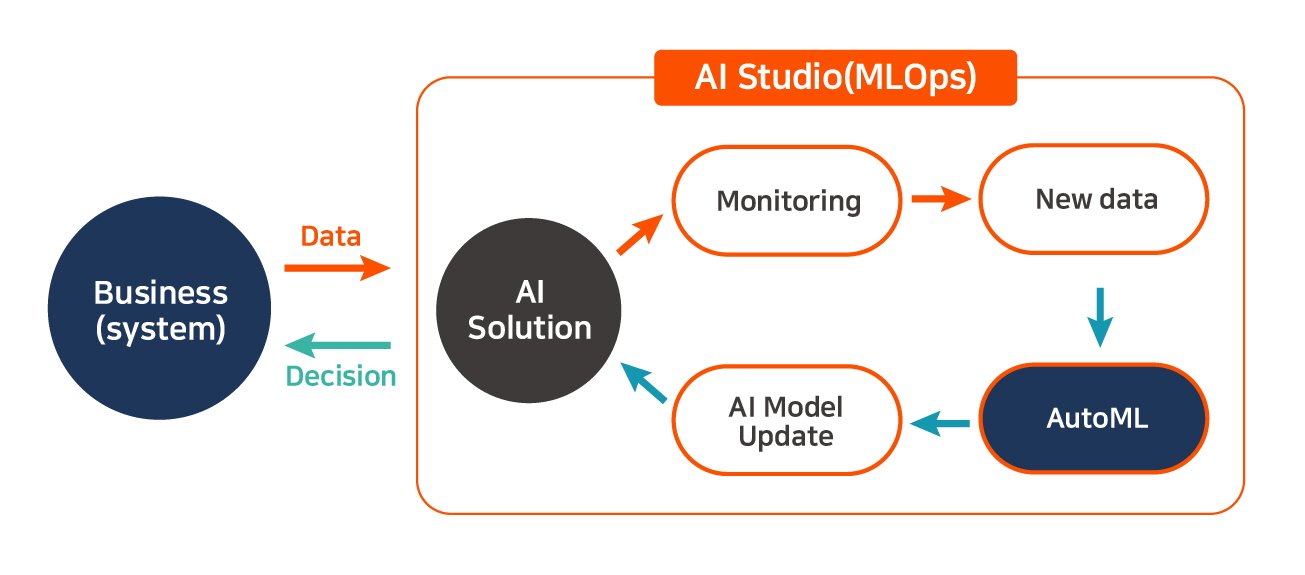 AI Studio(MLOps)
Monitoring
New data
Data
Business
(system)
AI
Solution
Decision
AI Model
Update
AutoML